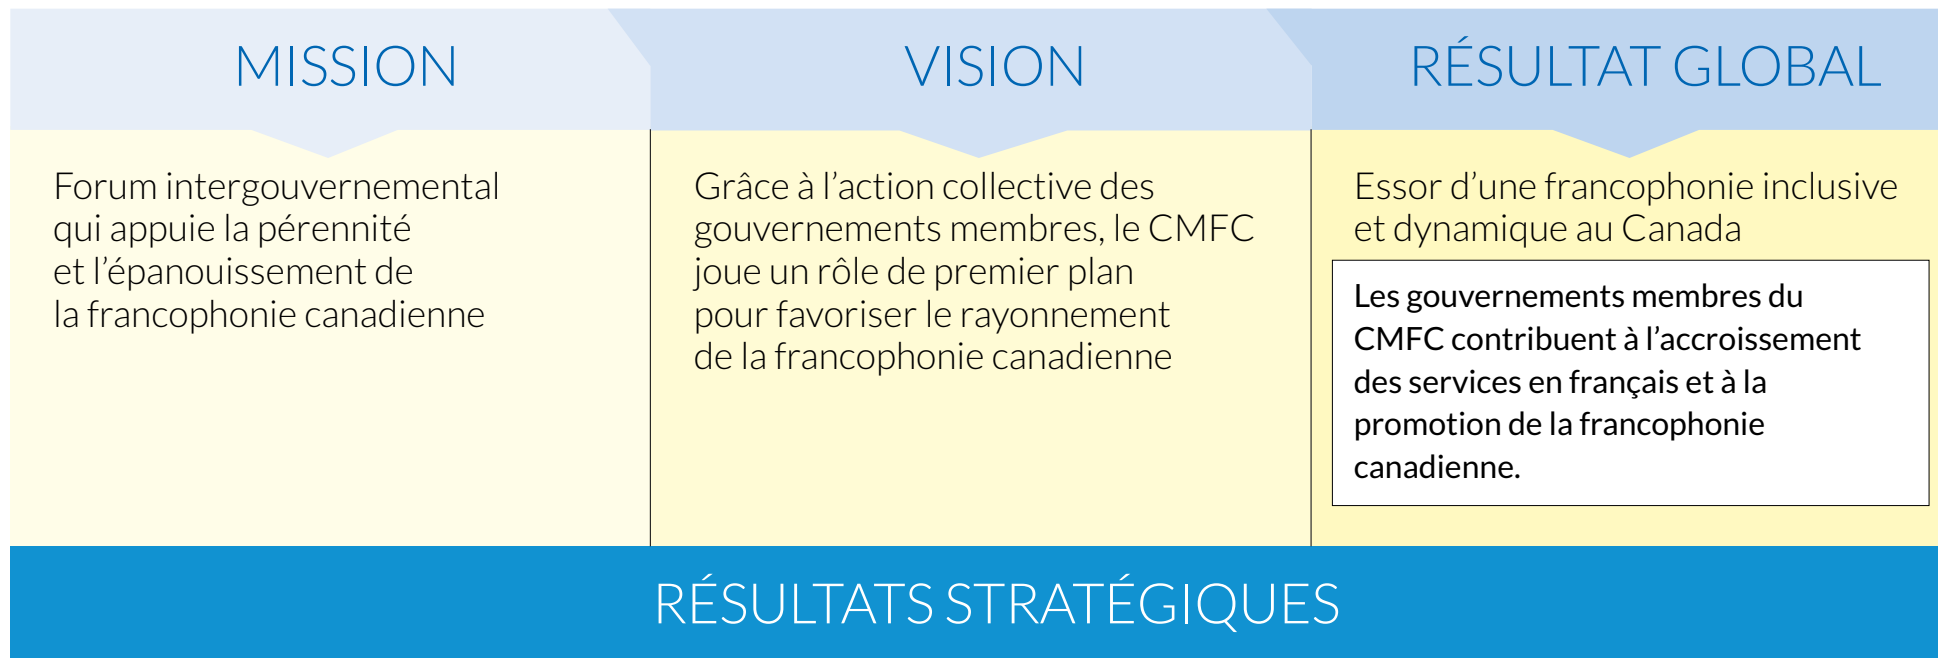 MISSION
Forum intergouvernemental
qui appuie la pérennité
et l’épanouissement de
la francophonie canadienne
VISION
Grâce à l’action collective des
gouvernements membres, le CMFC
joue un rôle de premier plan
pour favoriser le rayonnement
de la francophonie canadienne
RÉSULTAT GLOBAL
Essor d’une francophonie inclusive
et dynamique au Canada
Les gouvernements membres du
CMFC contribuent à l’accroissement
des services en français et à la
promotion de la francophonie
canadienne.
RÉSULTATS STRATÉGIQUES